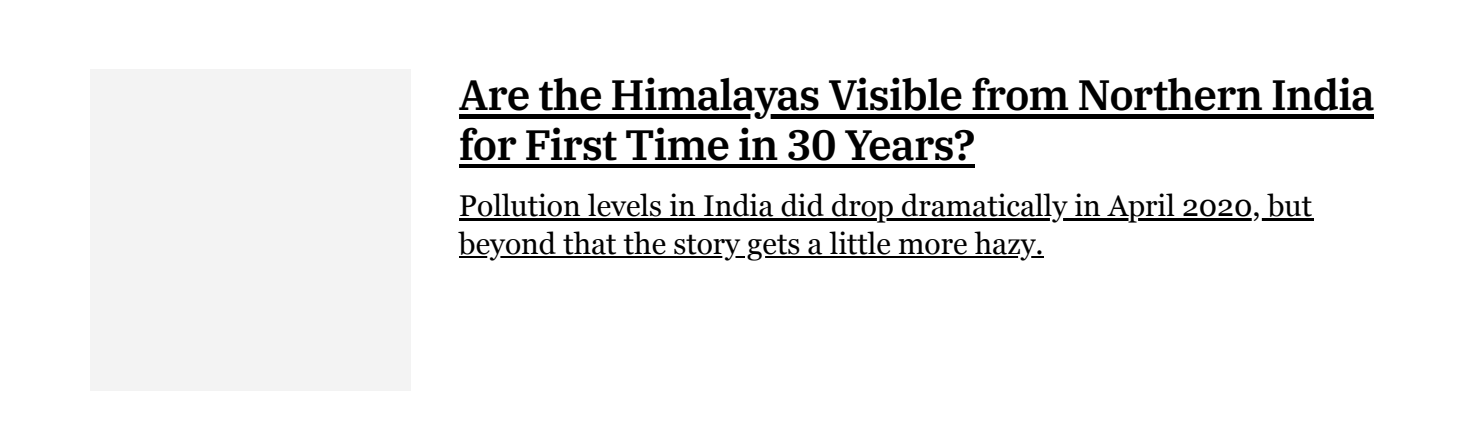 Are the Himalayas Visible from Northern India
for First Time in 30 Years?
Pollution levels in India did drop dramatically in April 2020, but
beyond that the story gets a little more hazy.